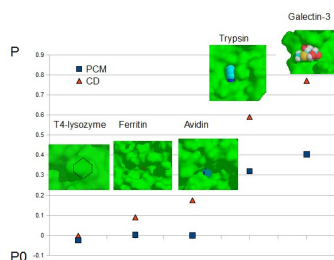 Galectin-3
P
Trypsin
0.9
0.8
PCM
CD
0.7
0.6
0.5
T4-lysozyme Ferritin Avidin
0.4
0.3
0.2
0.1
0
P0
-0.1